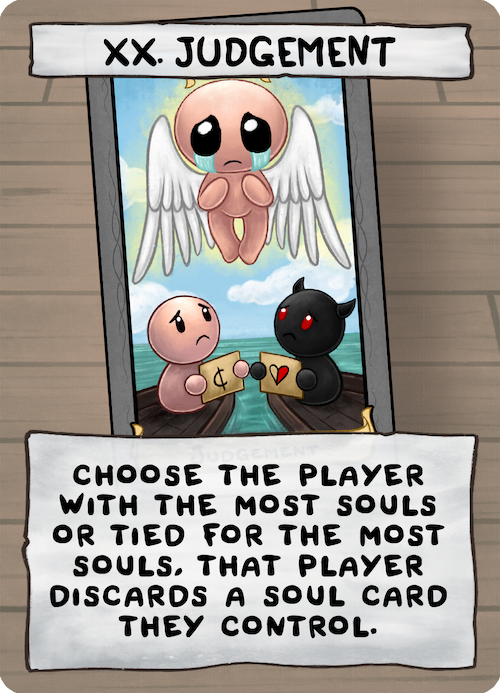 XX. JUDGEMENT
¢
JUDGEMENT
CHOOSE THE PLAYER
WITH THE MOST SOULS
OR TIED FOR THE MOST
SOULS. THAT PLAYER
DISCARDS A SOUL CARD
THEY CONTROL.